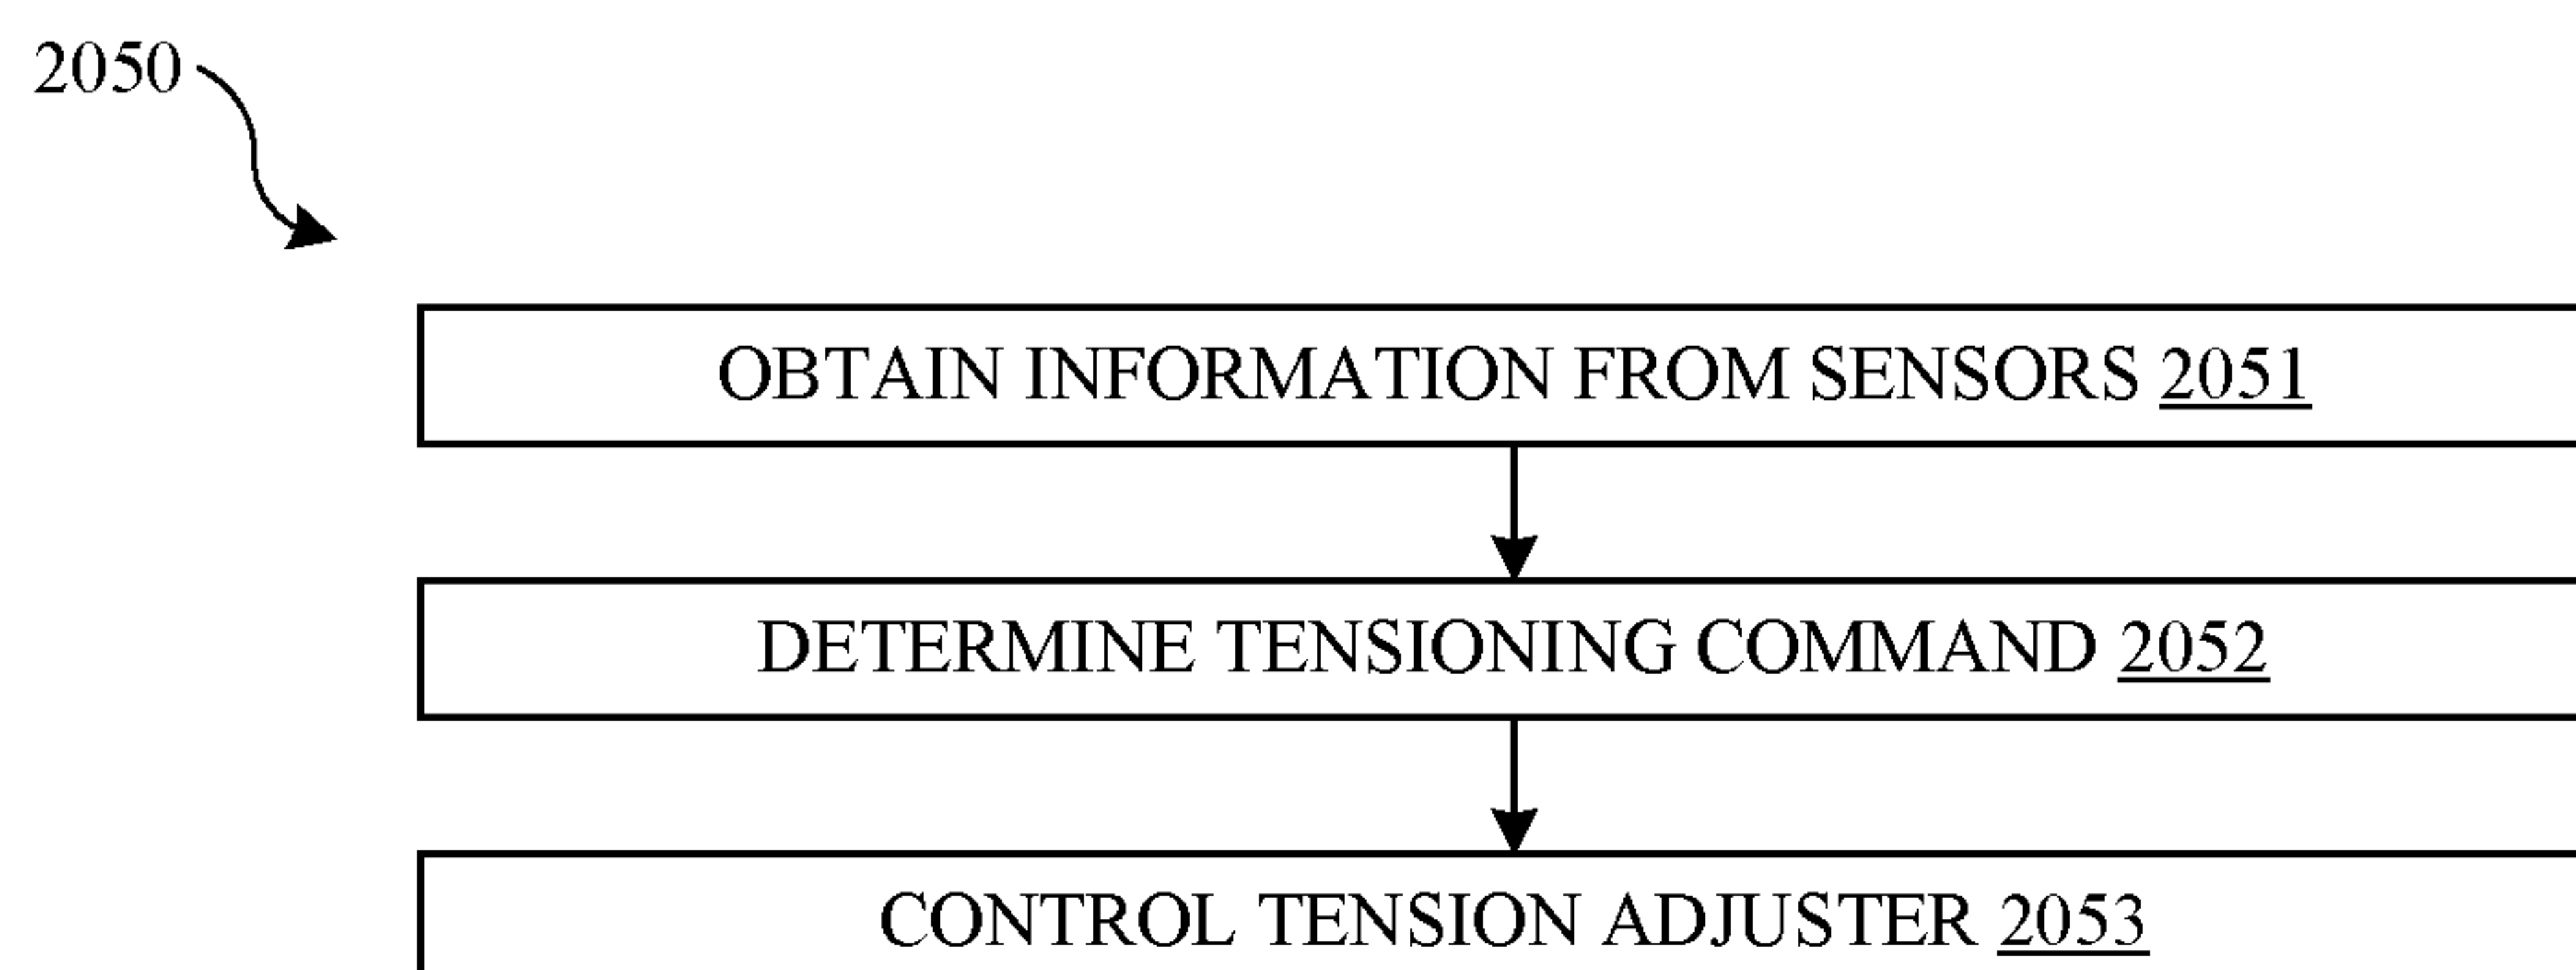 2050
OBTAIN INFORMATION FROM SENSORS 2051
DETERMINE TENSIONING COMMAND 2052
CONTROL TENSION ADJUSTER 2053